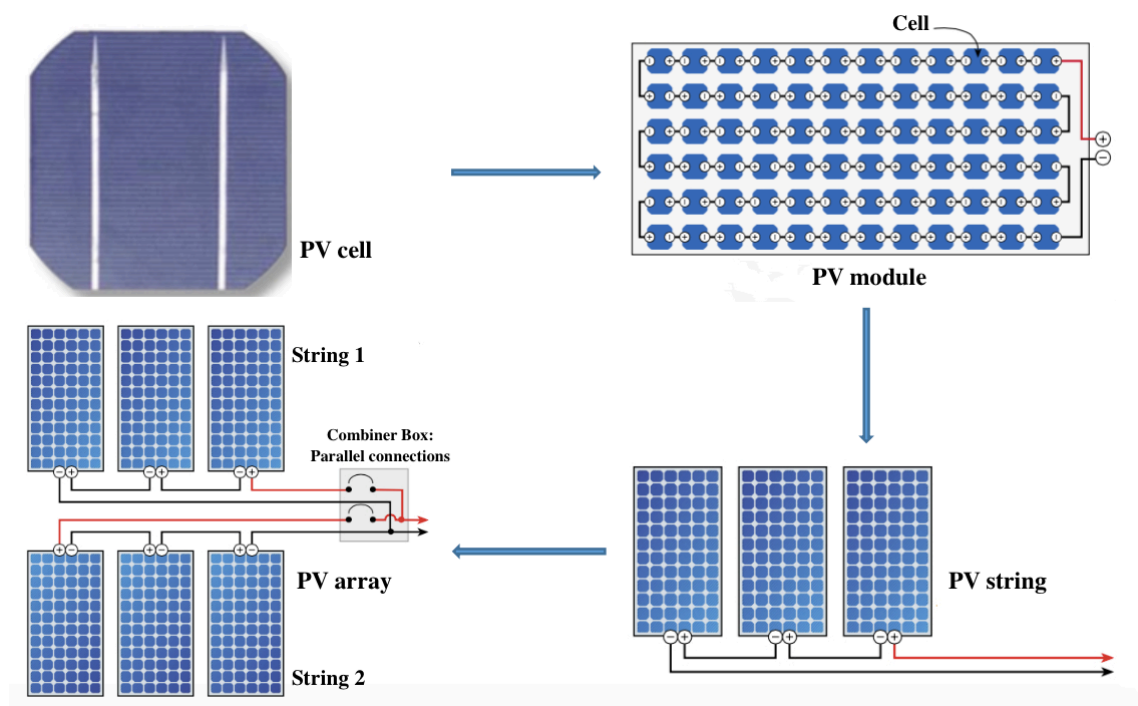 Cell
PV cell
PV module
String 1
Combiner Box:
Parallel connections
PV array
PV string
String 2